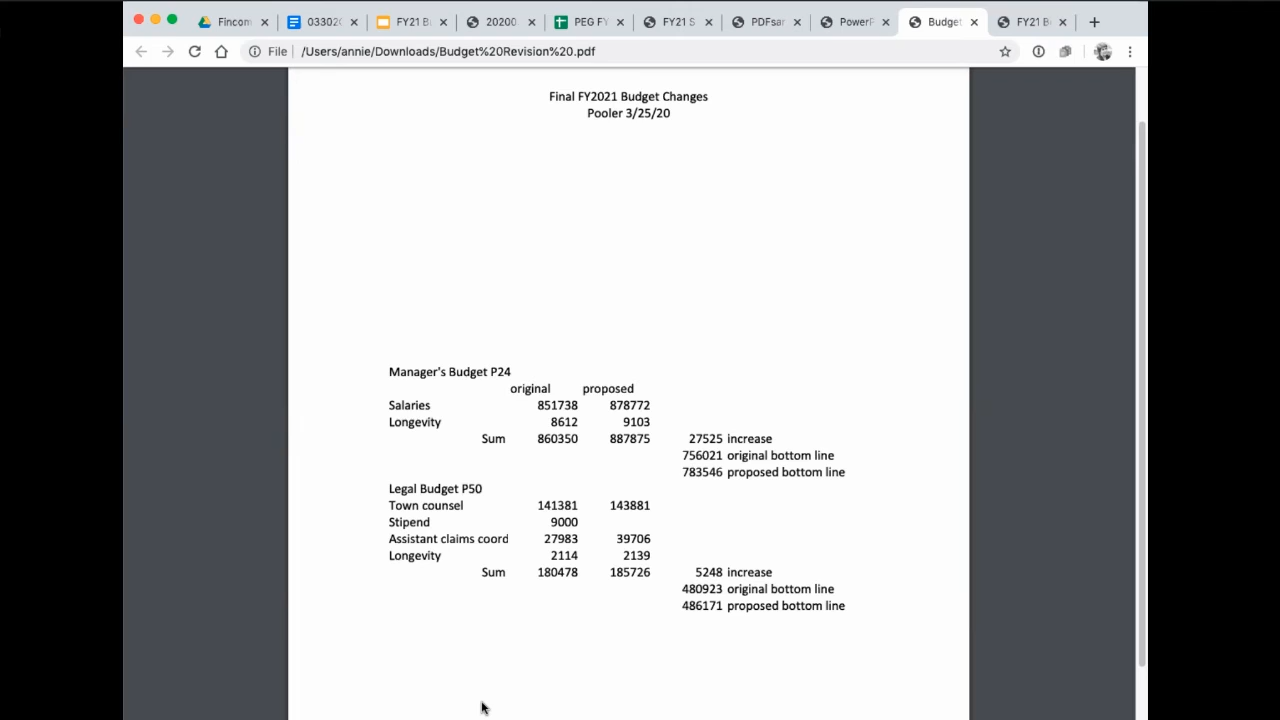 Fincom 03302 FY21 B 20200 PEG FY FY21 S PDFsar PowerP Budget FY21 B
File /Users/annie/Downloads/Budget%20Revision%20.pdf
Final FY2021 Budget Changes
Pooler 3/25/20
Manager's Budget P24
original proposed
Salaries 851738 878772
Longevity 8612 9103
Sum 860350 887875 27525 increase
756021 original bottom line
783546 proposed bottom line
Legal Budget P50
Town counsel 141381 143881
Stipend 9000
Assistant claims coord 27983 39706
Longevity 2114 2139
Sum 180478 185726 5248 increase
480923 original bottom line
486171 proposed bottom line